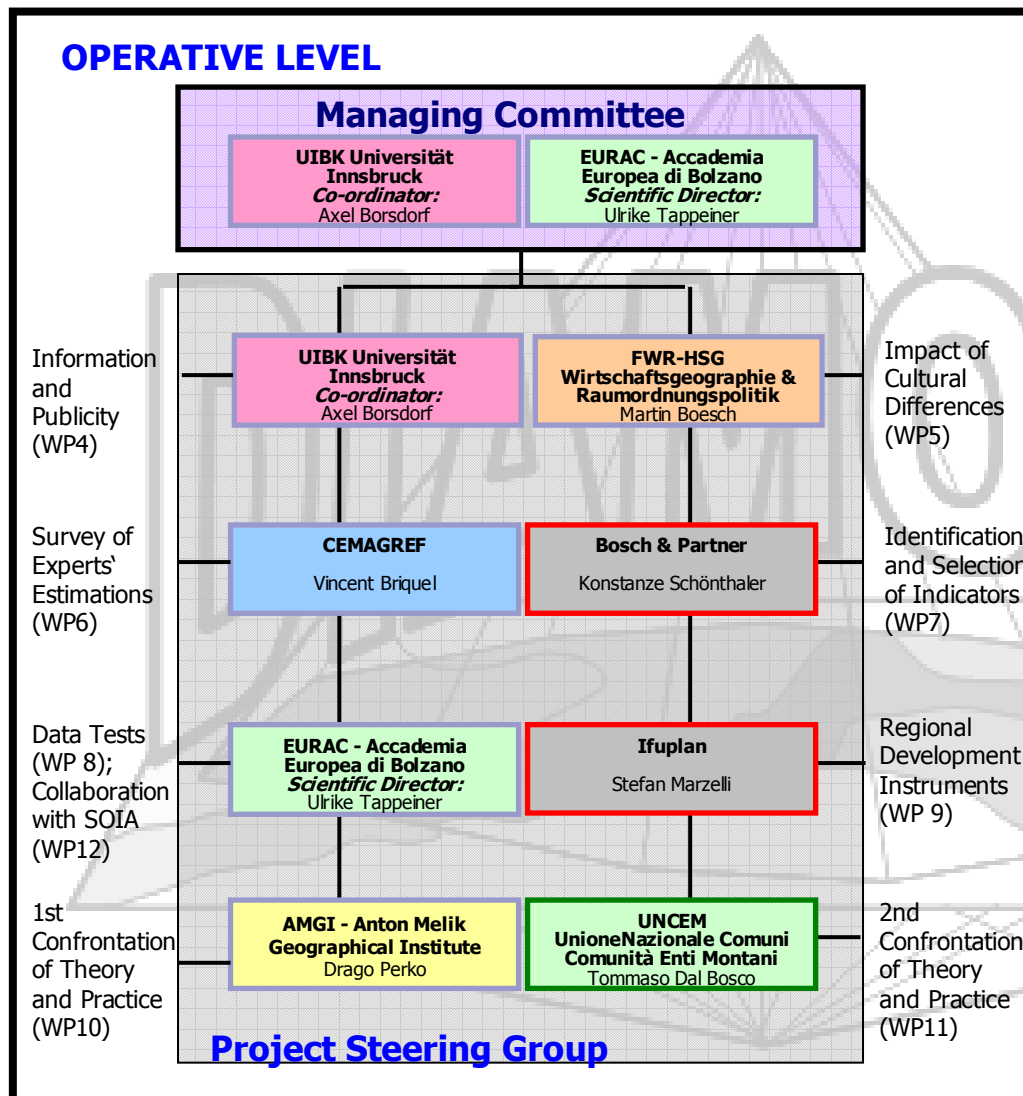 OPERATIVE LEVEL
Managing Committee
UIBK Universität
Innsbruck
Co-ordinator:
Axel Borsdorf
EURAC - Accademia
Europea di Bolzano
Scientific Director:
Ulrike Tappeiner
Information
and
Publicity
(WP4)
UIBK Universität
Innsbruck
Co-ordinator:
Axel Borsdorf
FWR-HSG
Wirtschaftsgeographie &
Raumordnungspolitik
Martin Boesch
Impact of
Cultural
Differences
(WP5)
Survey of
Experts‘
Estimations
(WP6)
CEMAGREF
Vincent Briquel
Bosch & Partner
Konstanze Schönthaler
Identification
and Selection
of Indicators
(WP7)
Data Tests
(WP 8);
Collaboration
with SOIA
(WP12)
EURAC - Accademia
Europea di Bolzano
Scientific Director:
Ulrike Tappeiner
Ifuplan
Stefan Marzelli
Regional
Development
Instruments
(WP 9)
1st
Confrontation
of Theory
and Practice
(WP10)
AMGI - Anton Melik
Geographical Institute
Drago Perko
UNCEM
UnioneNazionale Comuni
Comunità Enti Montani
Tommaso Dal Bosco
2nd
Confrontation
of Theory
and Practice
(WP11)
Project Steering Group